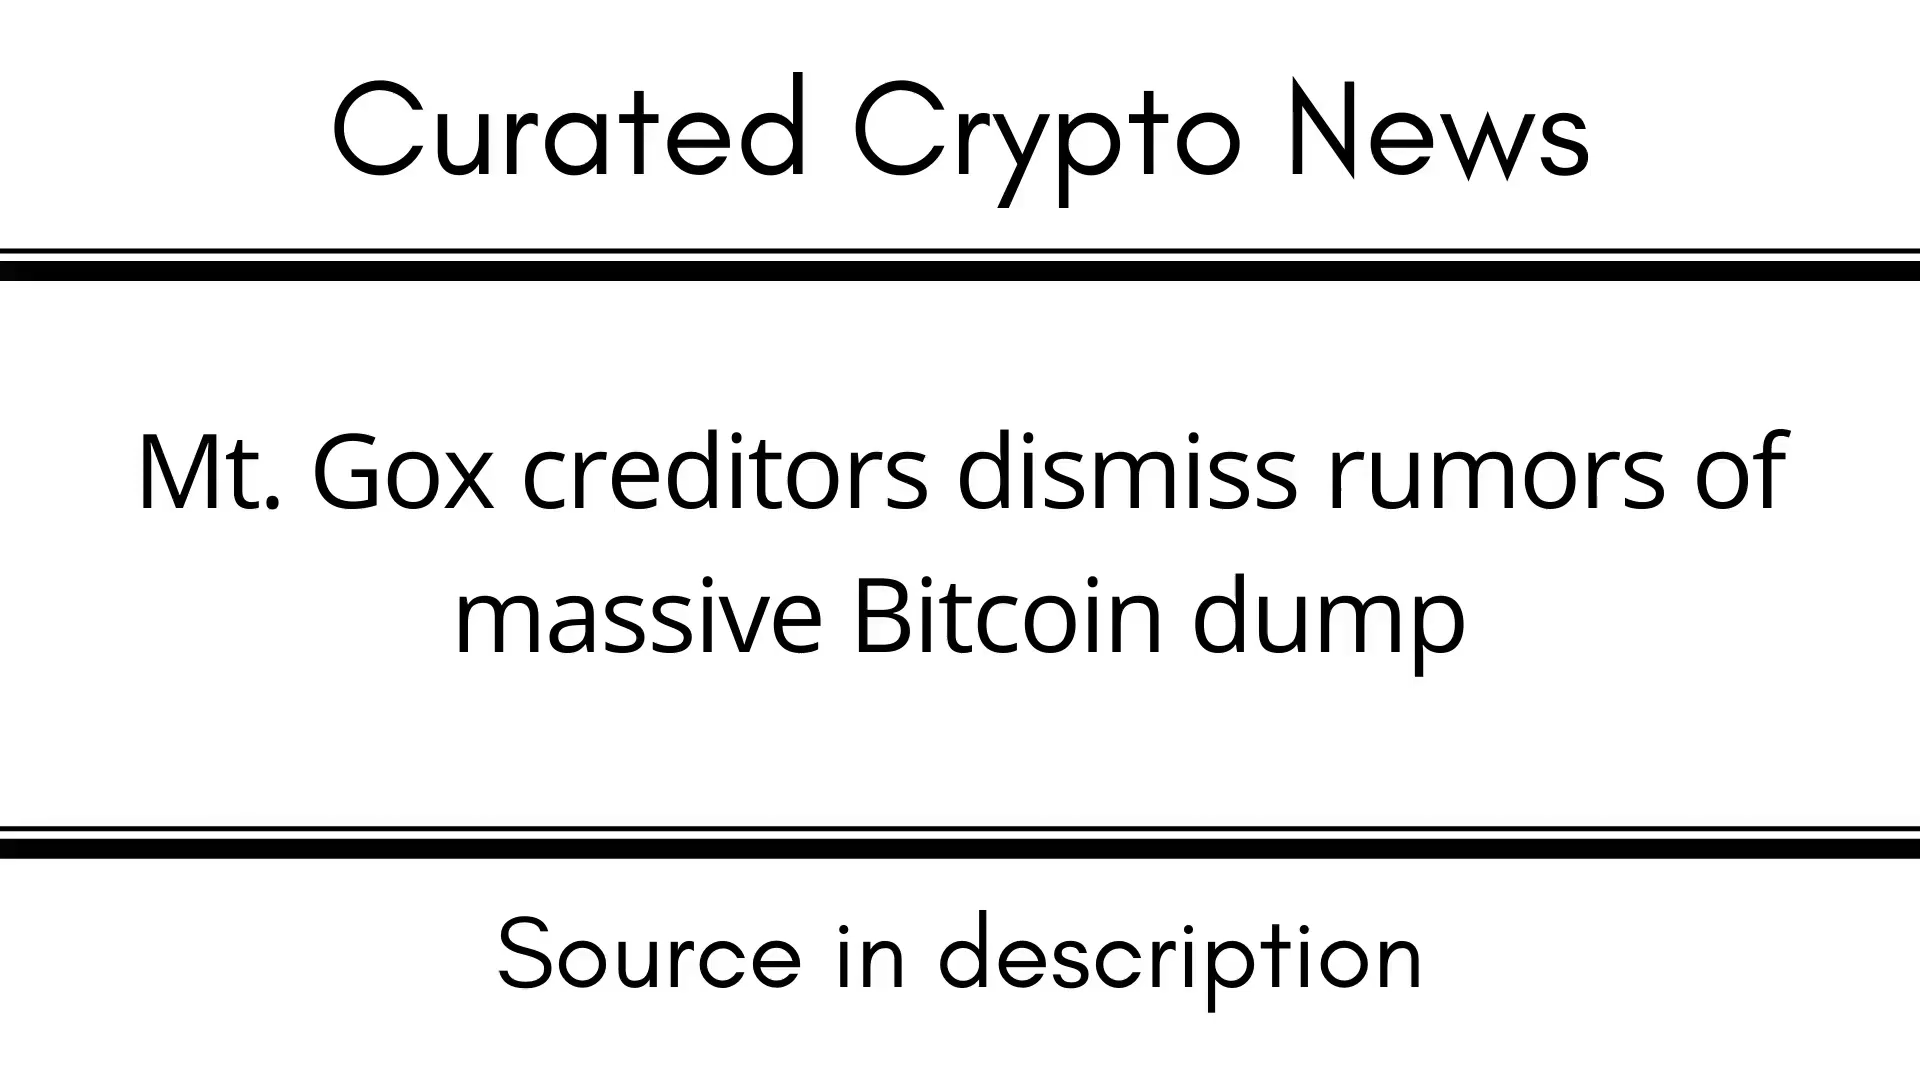 Curated Crypto News
Mt. Gox creditors dismiss rumors of
massive Bitcoin dump
Source in description